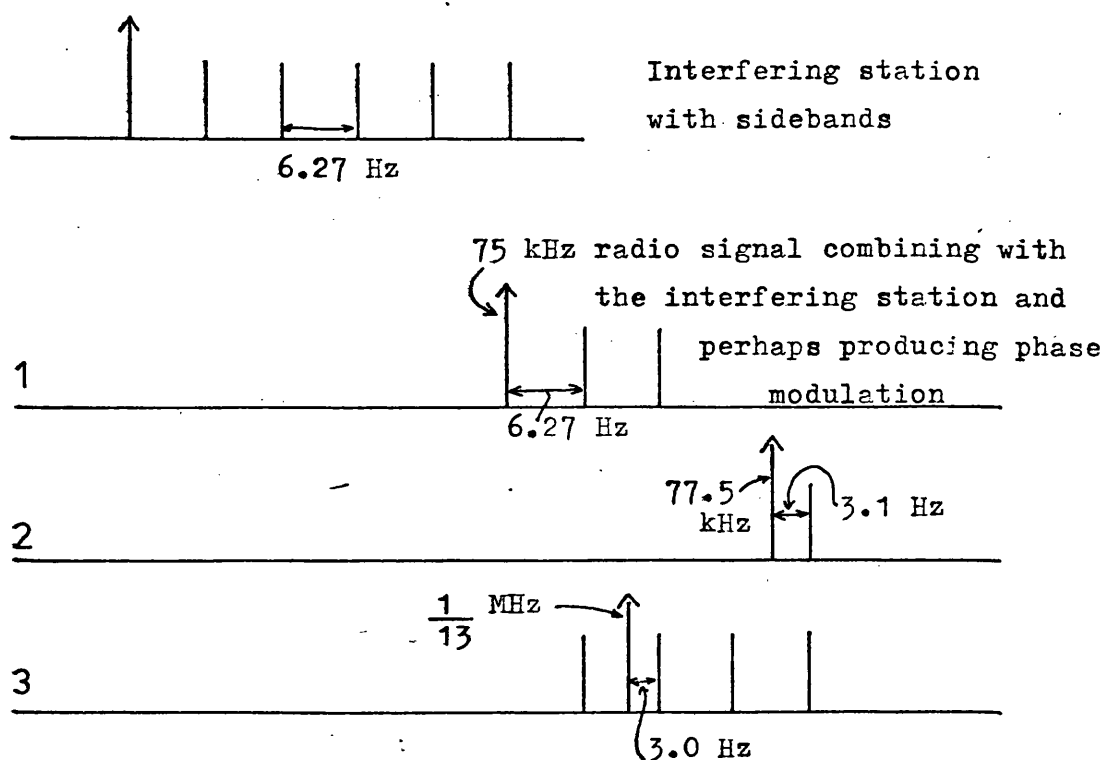 Interfering station
with sidebands
6.27 Hz
75 kHz radio signal combining with
the interfering station and
perhaps producing phase
modulation
1
6.27 Hz
77.5
kHz
3.1 Hz
2
1/13 MHz
3
3.0 Hz